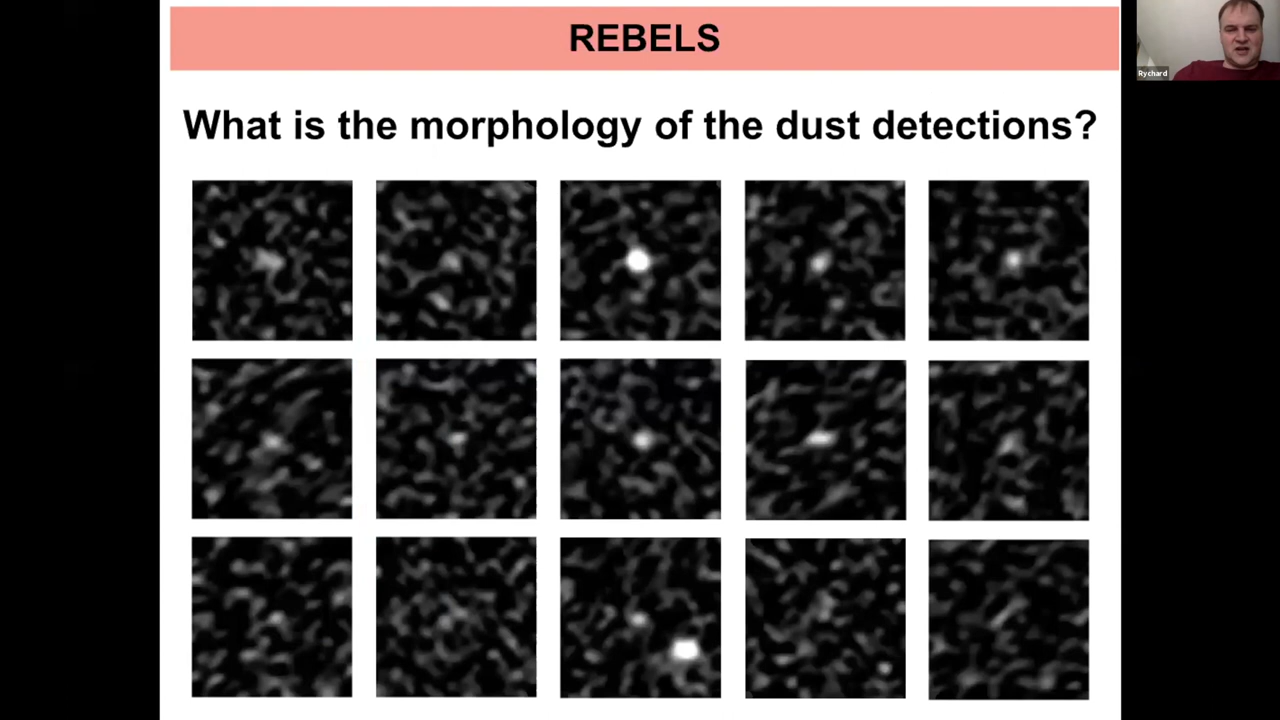 REBELS
What is the morphology of the dust detections?
Rychard